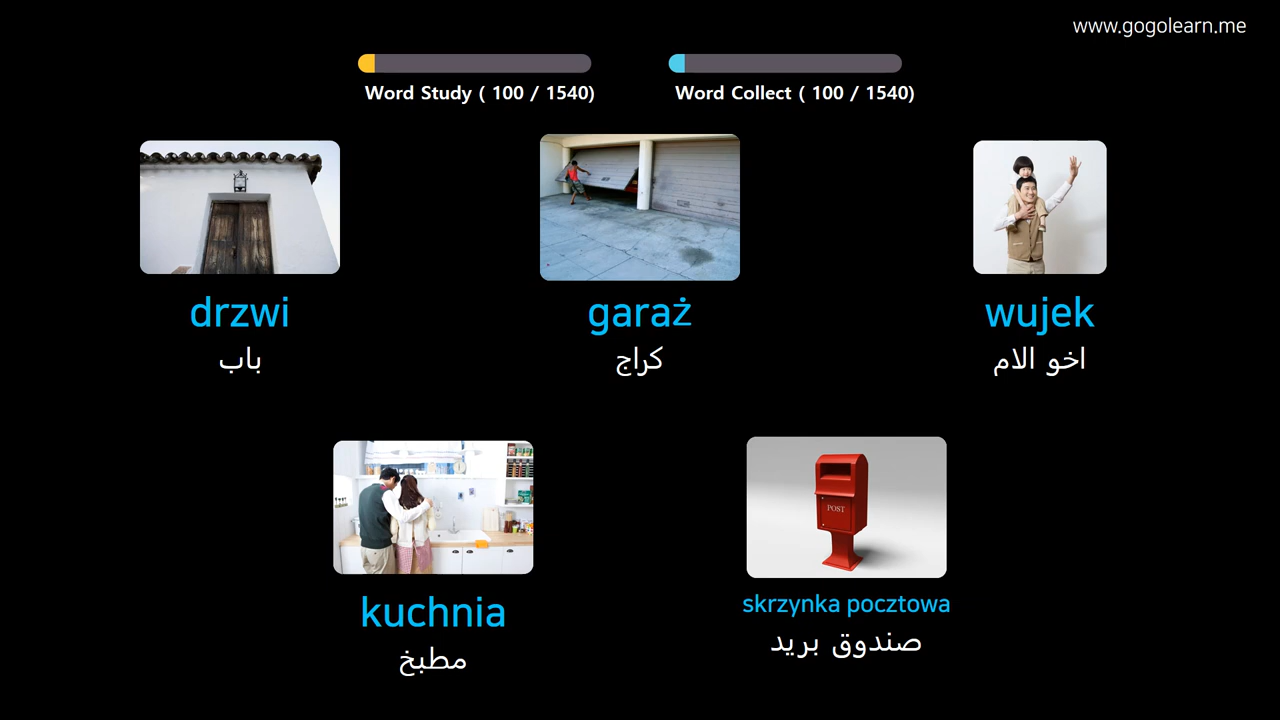 www.gogolearn.me
Word Study ( 100 / 1540)
Word Collect ( 100 / 1540)
drzwi
باب
garaż
كراج
wujek
اخو الام
kuchnia
مطبخ
POST
skrzynka pocztowa
صندوق بريد